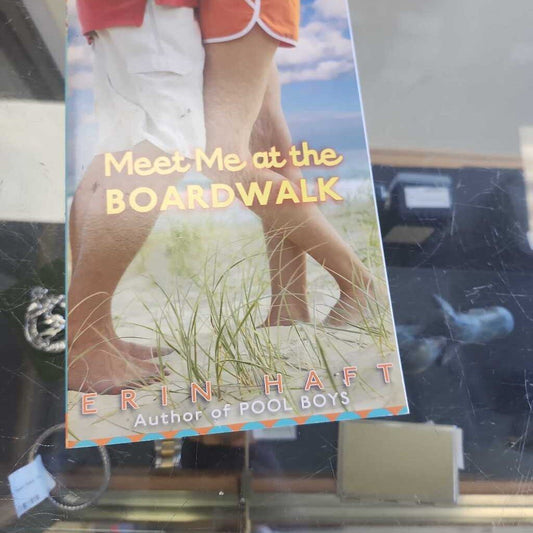 Meet Me at the
BOARDWALK
ERIN HAFT
Author of POOL BOYS